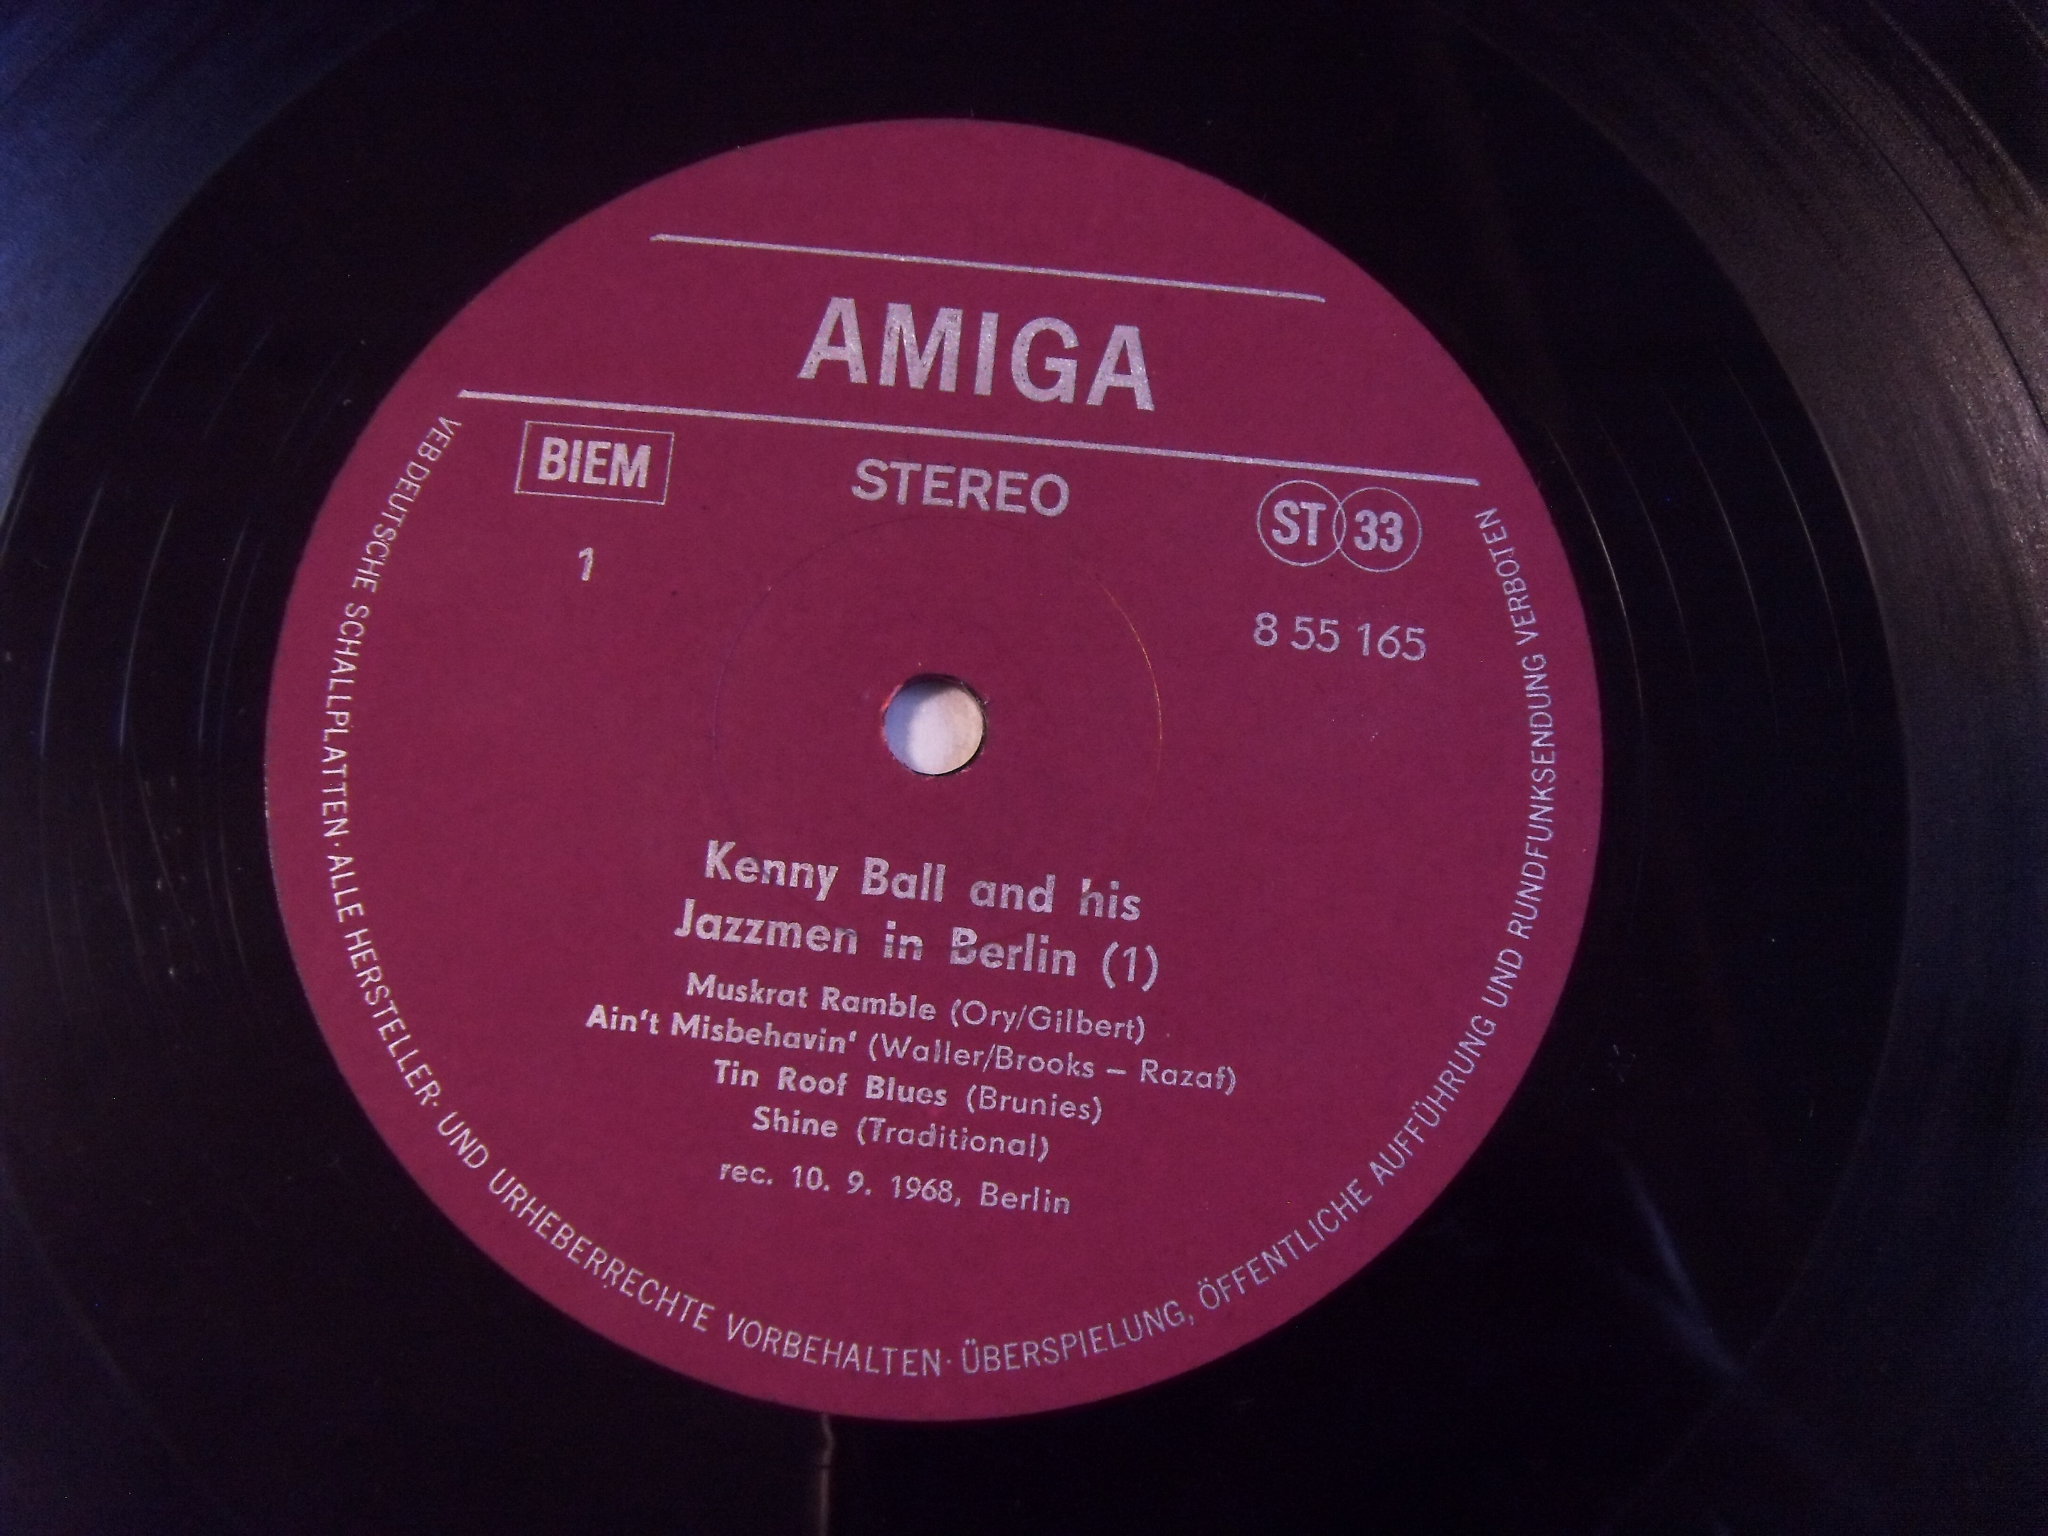 AMIGA
BIEM
STEREO
ST 33
1
8 55 165
Kenny Ball and his
Jazzmen in Berlin (1)
Muskrat Ramble (Ory/Gilbert)
Ain't Misbehavin' (Waller/Brooks – Razaf)
Tin Roof Blues (Brunies)
Shine (Traditional)
rec. 10. 9. 1968, Berlin
VEB DEUTSCHE SCHALLPLATTEN · ALLE HERSTELLER- UND URHEBERRECHTE VORBEHALTEN · ÜBERSPIELUNG, ÖFFENTLICHE AUFFÜHRUNG UND RUNDFUNKSENDUNG VERBOTEN